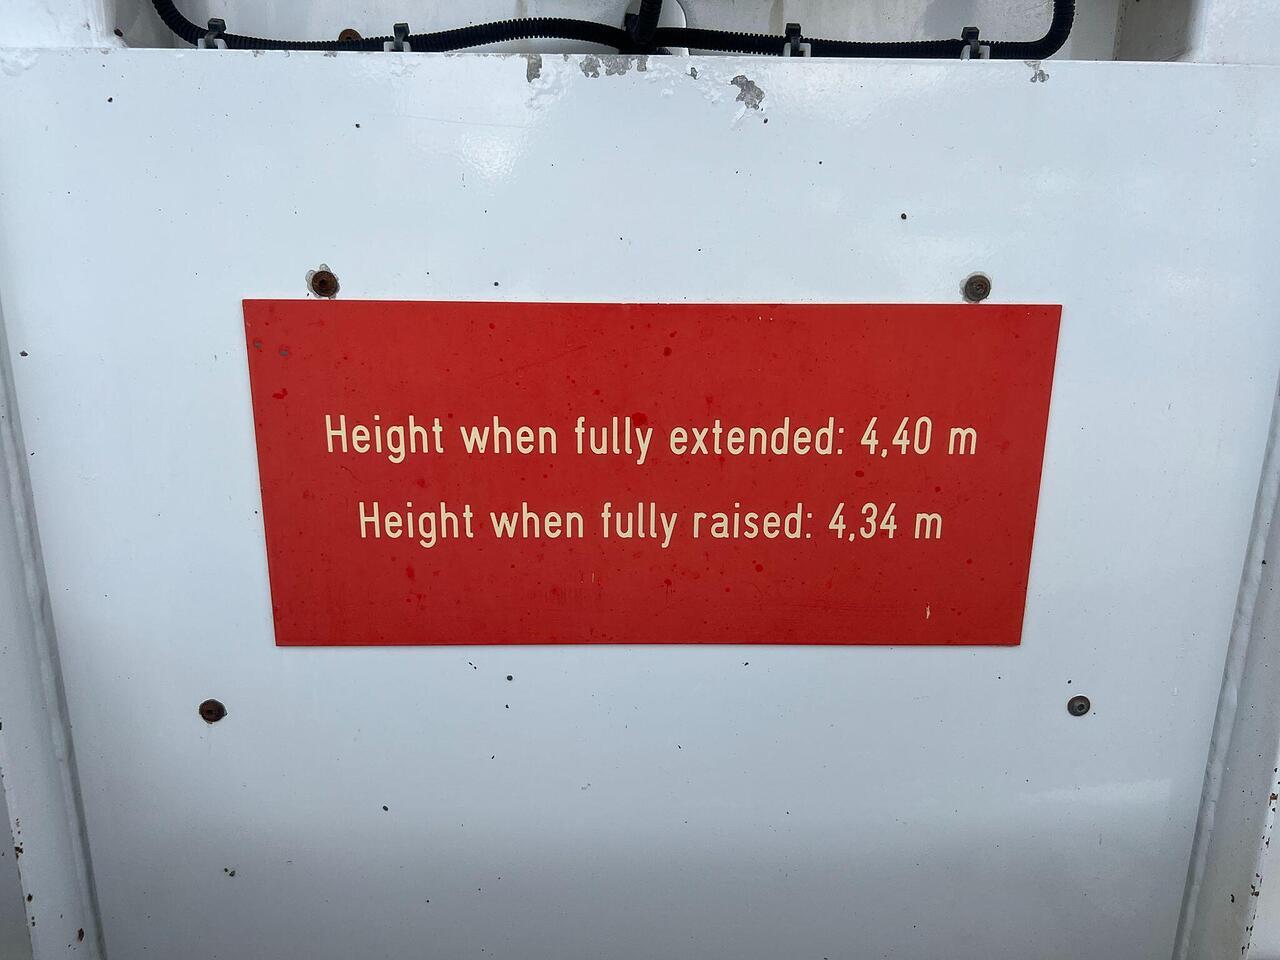 Height when fully extended: 4,40 m
Height when fully raised: 4,34 m